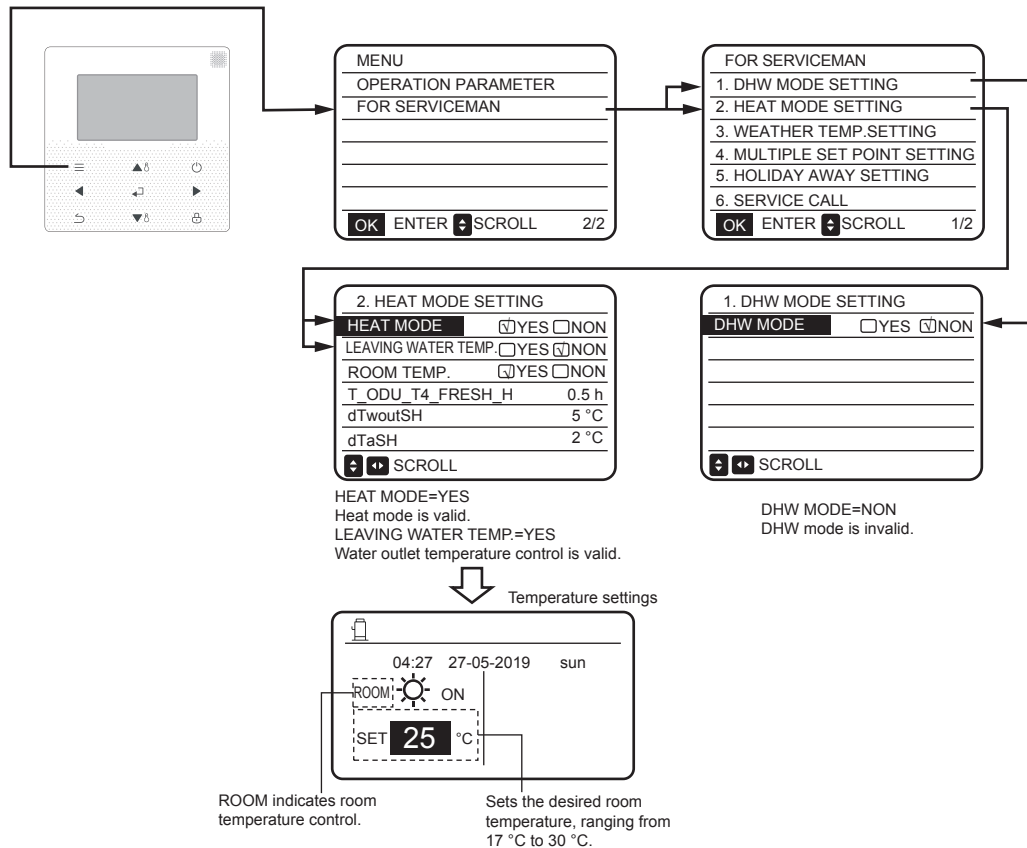 MENU
OPERATION PARAMETER
FOR SERVICEMAN
OK ENTER SCROLL 2/2
FOR SERVICEMAN
1. DHW MODE SETTING
2. HEAT MODE SETTING
3. WEATHER TEMP.SETTING
4. MULTIPLE SET POINT SETTING
5. HOLIDAY AWAY SETTING
6. SERVICE CALL
OK ENTER SCROLL 1/2
2. HEAT MODE SETTING
HEAT MODE √YES NON
LEAVING WATER TEMP. YES √NON
ROOM TEMP. √YES NON
T_ODU_T4_FRESH_H 0.5 h
dTwoutSH 5 °C
dTaSH 2 °C
SCROLL
HEAT MODE=YES
Heat mode is valid.
LEAVING WATER TEMP.=YES
Water outlet temperature control is valid.
1. DHW MODE SETTING
DHW MODE YES √NON
SCROLL
DHW MODE=NON
DHW mode is invalid.
Temperature settings
04:27 27-05-2019 sun
ROOM ON
SET 25 °C
ROOM indicates room
temperature control.
Sets the desired room
temperature, ranging from
17 °C to 30 °C.